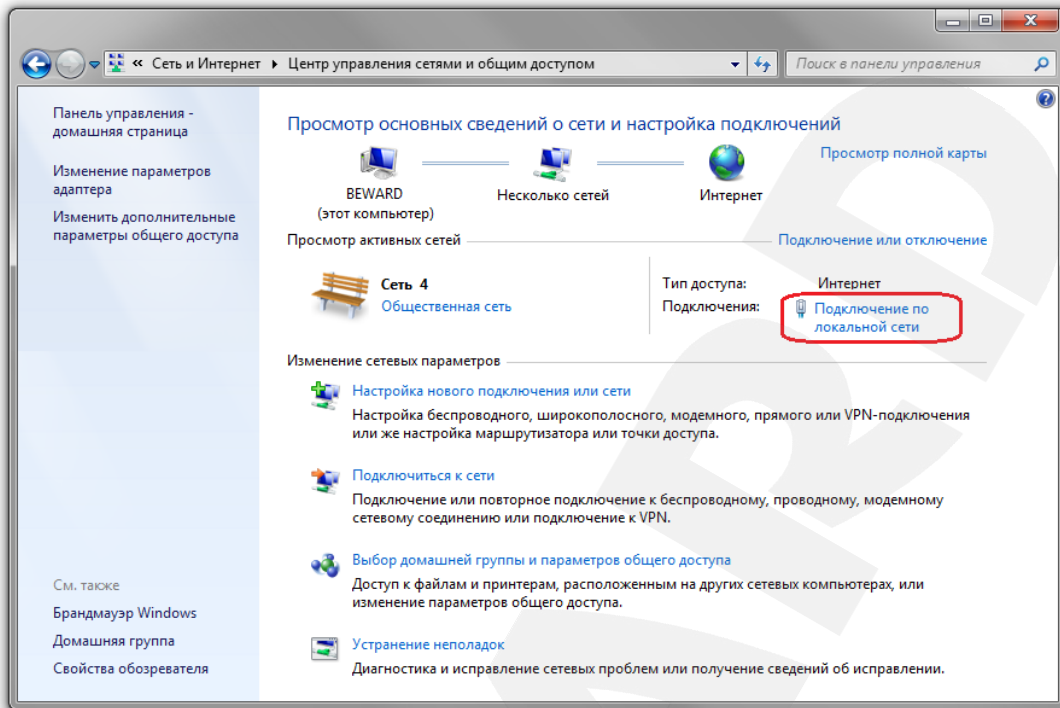 « Сеть и Интернет ▸ Центр управления сетями и общим доступом
Поиск в панели управления
Панель управления -
домашняя страница
Изменение параметров
адаптера
Изменить дополнительные
параметры общего доступа
Просмотр основных сведений о сети и настройка подключений
Просмотр полной карты
BEWARD
(этот компьютер)
Несколько сетей
Интернет
Просмотр активных сетей
Подключение или отключение
Сеть 4
Общественная сеть
Тип доступа: Интернет
Подключения: Подключение по
локальной сети
Изменение сетевых параметров
Настройка нового подключения или сети
Настройка беспроводного, широкополосного, модемного, прямого или VPN-подключения
или же настройка маршрутизатора или точки доступа.
Подключиться к сети
Подключение или повторное подключение к беспроводному, проводному, модемному
сетевому соединению или подключение к VPN.
Выбор домашней группы и параметров общего доступа
Доступ к файлам и принтерам, расположенным на других сетевых компьютерах, или
изменение параметров общего доступа.
Устранение неполадок
Диагностика и исправление сетевых проблем или получение сведений об исправлении.
См. также
Брандмауэр Windows
Домашняя группа
Свойства обозревателя
ARD